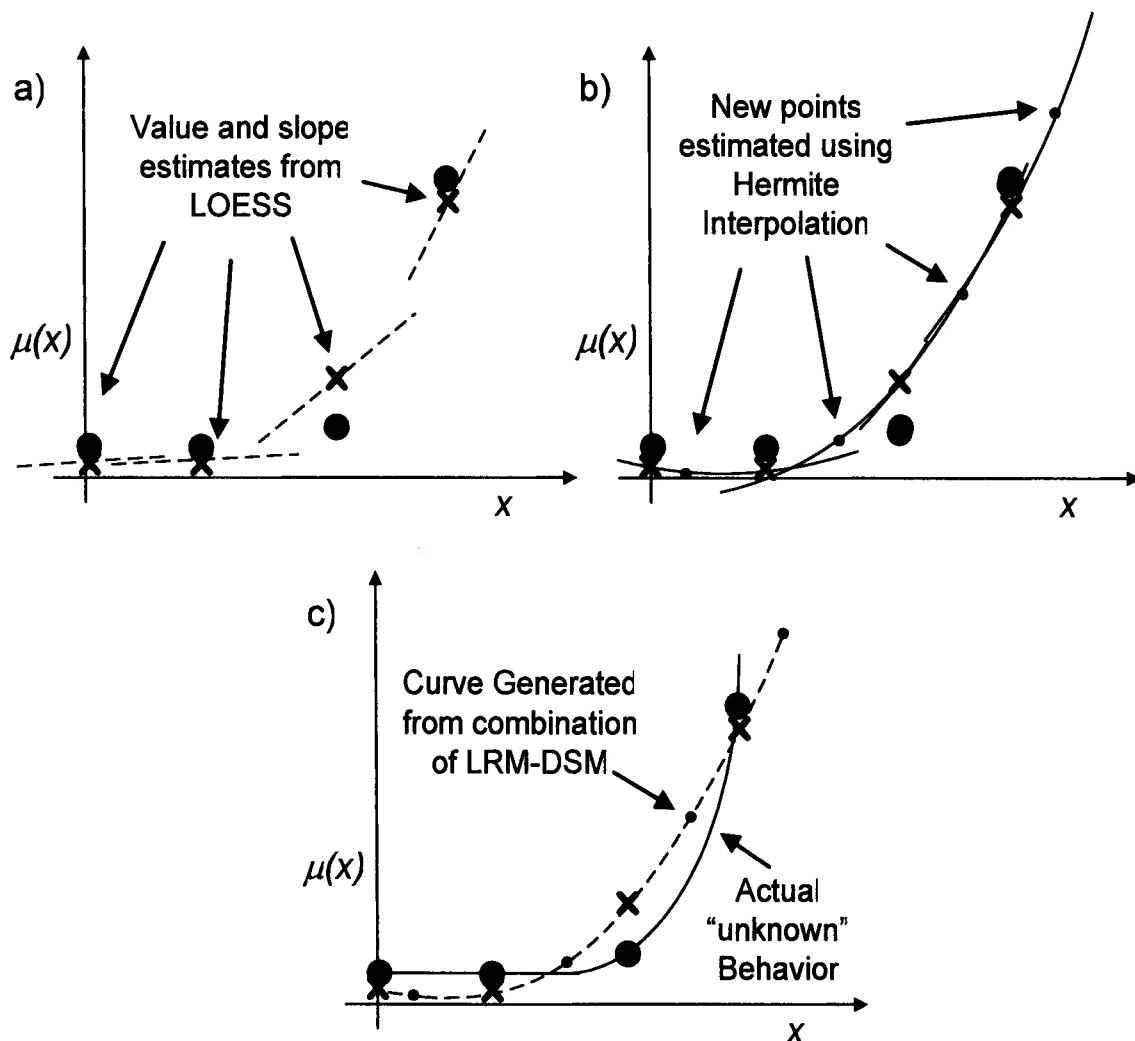 a)
Value and slope
estimates from
LOESS
μ(x)
x
b)
New points
estimated using
Hermite
Interpolation
μ(x)
x
c)
Curve Generated
from combination
of LRM-DSM
μ(x)
Actual
“unknown”
Behavior
x